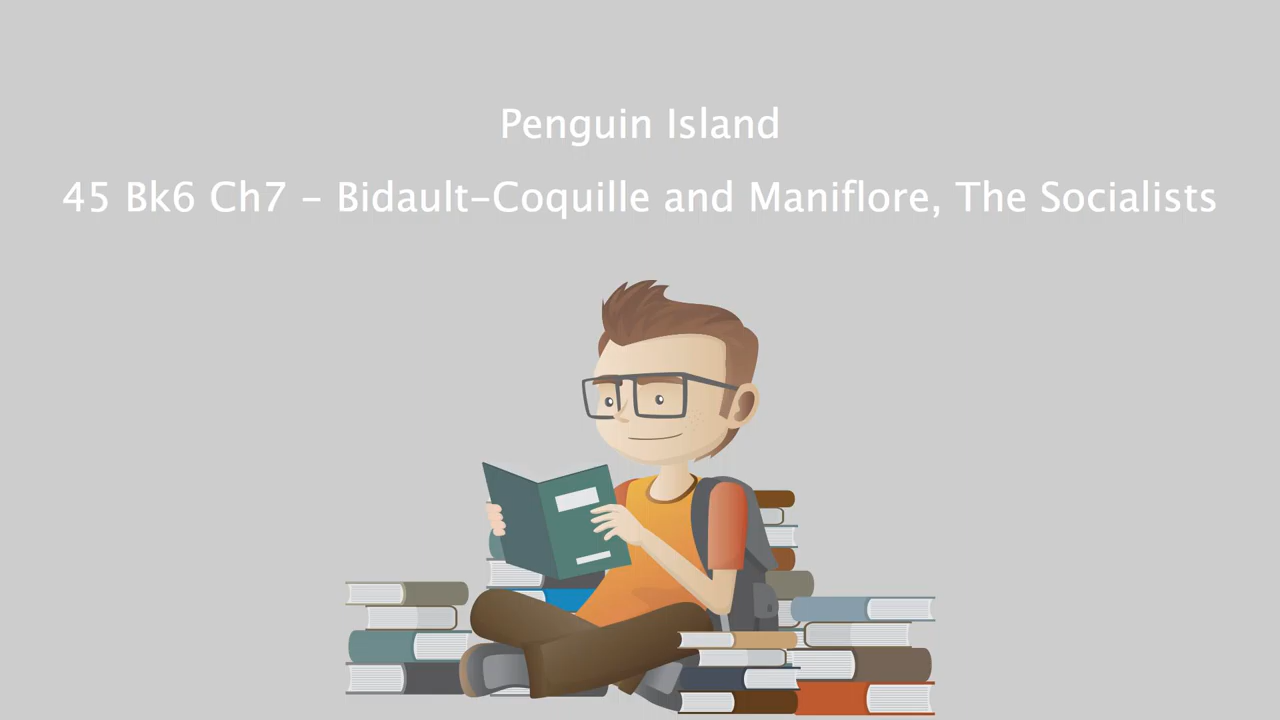 Penguin Island
45 Bk6 Ch7 - Bidault-Coquille and Maniflore, The Socialists